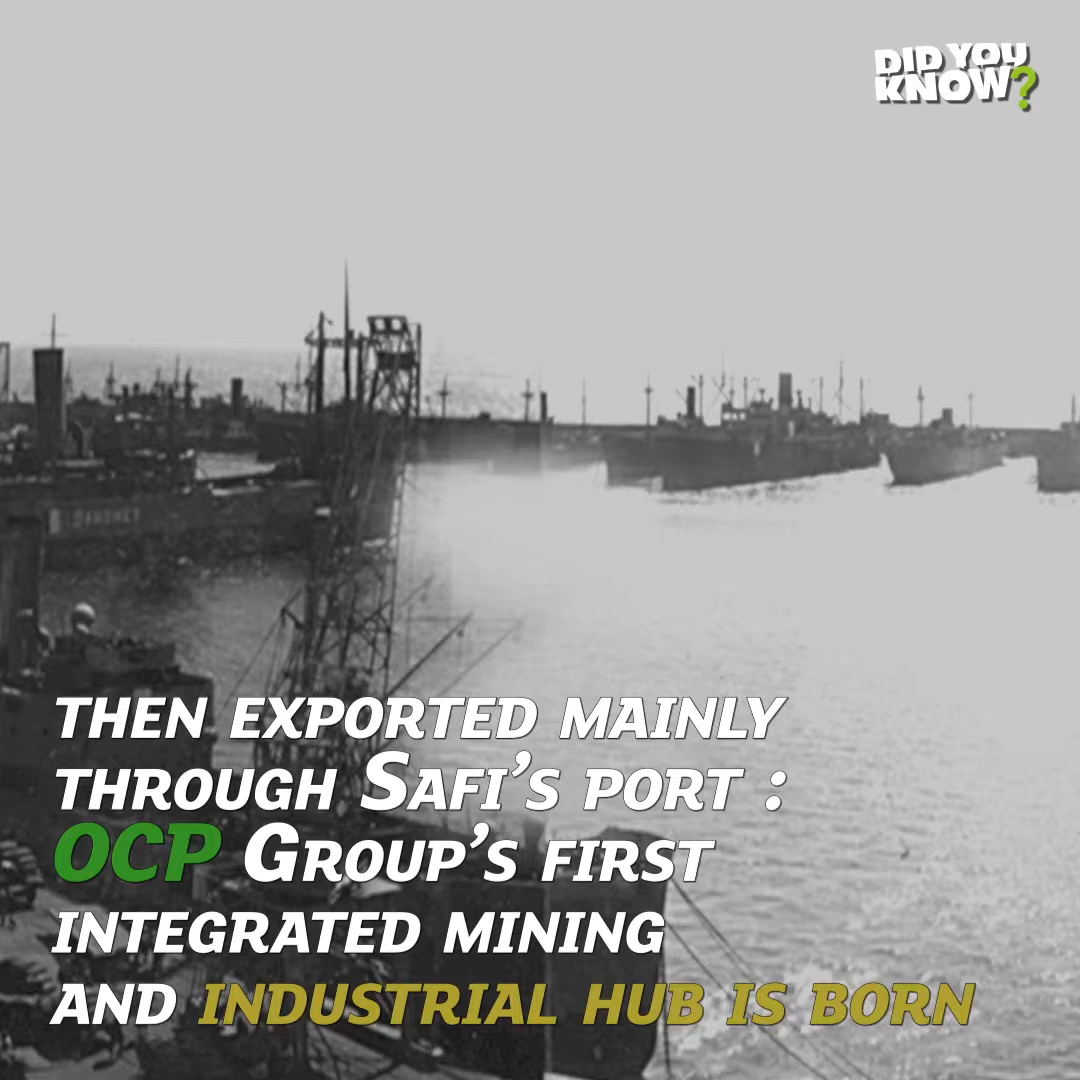 DID YOU
KNOW?
THEN EXPORTED MAINLY
THROUGH SAFI'S PORT :
OCP GROUP'S FIRST
INTEGRATED MINING
AND INDUSTRIAL HUB IS BORN